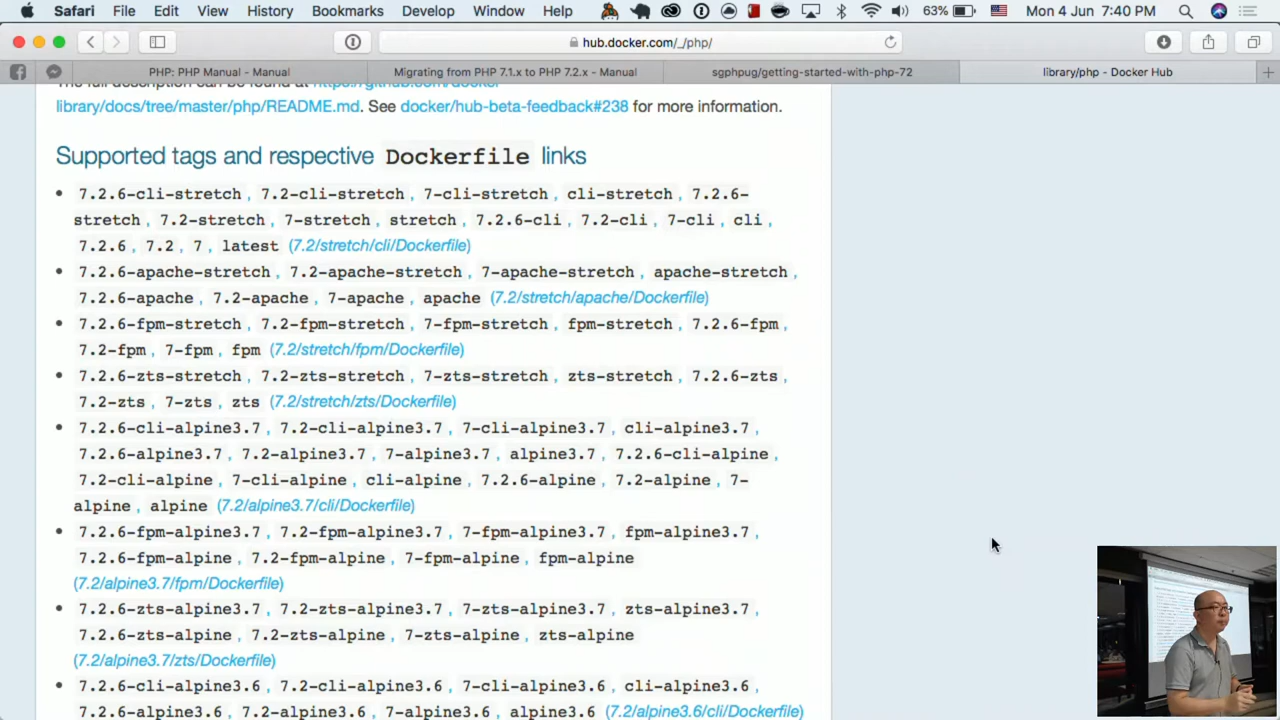 Safari File Edit View History Bookmarks Develop Window Help 63% Mon 4 Jun 7:40 PM
hub.docker.com/_/php/
PHP: PHP Manual - Manual
Migrating from PHP 7.1.x to PHP 7.2.x - Manual
sgphpug/getting-started-with-php-72
library/php - Docker Hub
The full description can be found at https://github.com/docker-
library/docs/tree/master/php/README.md. See docker/hub-beta-feedback#238 for more information.
Supported tags and respective Dockerfile links
• 7.2.6-cli-stretch , 7.2-cli-stretch , 7-cli-stretch , cli-stretch , 7.2.6-
stretch , 7.2-stretch , 7-stretch , stretch , 7.2.6-cli , 7.2-cli , 7-cli , cli ,
7.2.6 , 7.2 , 7 , latest (7.2/stretch/cli/Dockerfile)
• 7.2.6-apache-stretch , 7.2-apache-stretch , 7-apache-stretch , apache-stretch ,
7.2.6-apache , 7.2-apache , 7-apache , apache (7.2/stretch/apache/Dockerfile)
• 7.2.6-fpm-stretch , 7.2-fpm-stretch , 7-fpm-stretch , fpm-stretch , 7.2.6-fpm ,
7.2-fpm , 7-fpm , fpm (7.2/stretch/fpm/Dockerfile)
• 7.2.6-zts-stretch , 7.2-zts-stretch , 7-zts-stretch , zts-stretch , 7.2.6-zts ,
7.2-zts , 7-zts , zts (7.2/stretch/zts/Dockerfile)
• 7.2.6-cli-alpine3.7 , 7.2-cli-alpine3.7 , 7-cli-alpine3.7 , cli-alpine3.7 ,
7.2.6-alpine3.7 , 7.2-alpine3.7 , 7-alpine3.7 , alpine3.7 , 7.2.6-cli-alpine ,
7.2-cli-alpine , 7-cli-alpine , cli-alpine , 7.2.6-alpine , 7.2-alpine , 7-
alpine , alpine (7.2/alpine3.7/cli/Dockerfile)
• 7.2.6-fpm-alpine3.7 , 7.2-fpm-alpine3.7 , 7-fpm-alpine3.7 , fpm-alpine3.7 ,
7.2.6-fpm-alpine , 7.2-fpm-alpine , 7-fpm-alpine , fpm-alpine
(7.2/alpine3.7/fpm/Dockerfile)
• 7.2.6-zts-alpine3.7 , 7.2-zts-alpine3.7 , 7-zts-alpine3.7 , zts-alpine3.7 ,
7.2.6-zts-alpine , 7.2-zts-alpine , 7-zts-alpine , zts-alpine
(7.2/alpine3.7/zts/Dockerfile)
• 7.2.6-cli-alpine3.6 , 7.2-cli-alpine3.6 , 7-cli-alpine3.6 , cli-alpine3.6 ,
7.2.6-alpine3.6 , 7.2-alpine3.6 , 7-alpine3.6 , alpine3.6 (7.2/alpine3.6/cli/Dockerfile)